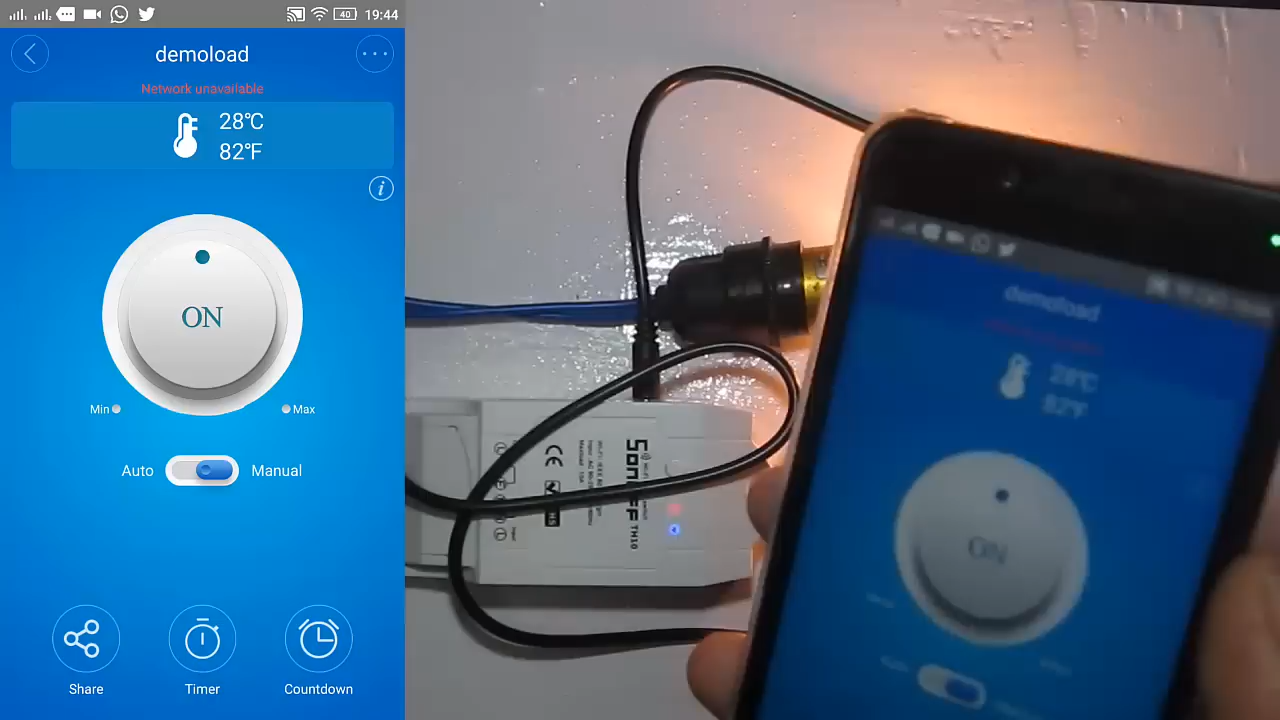 40 19:44
demoload
Network unavailable
28℃
82℉
i
ON
Min Max
Auto Manual
Share Timer Countdown
demoload
28℃
82℉
ON
CE
SONOFF TH10